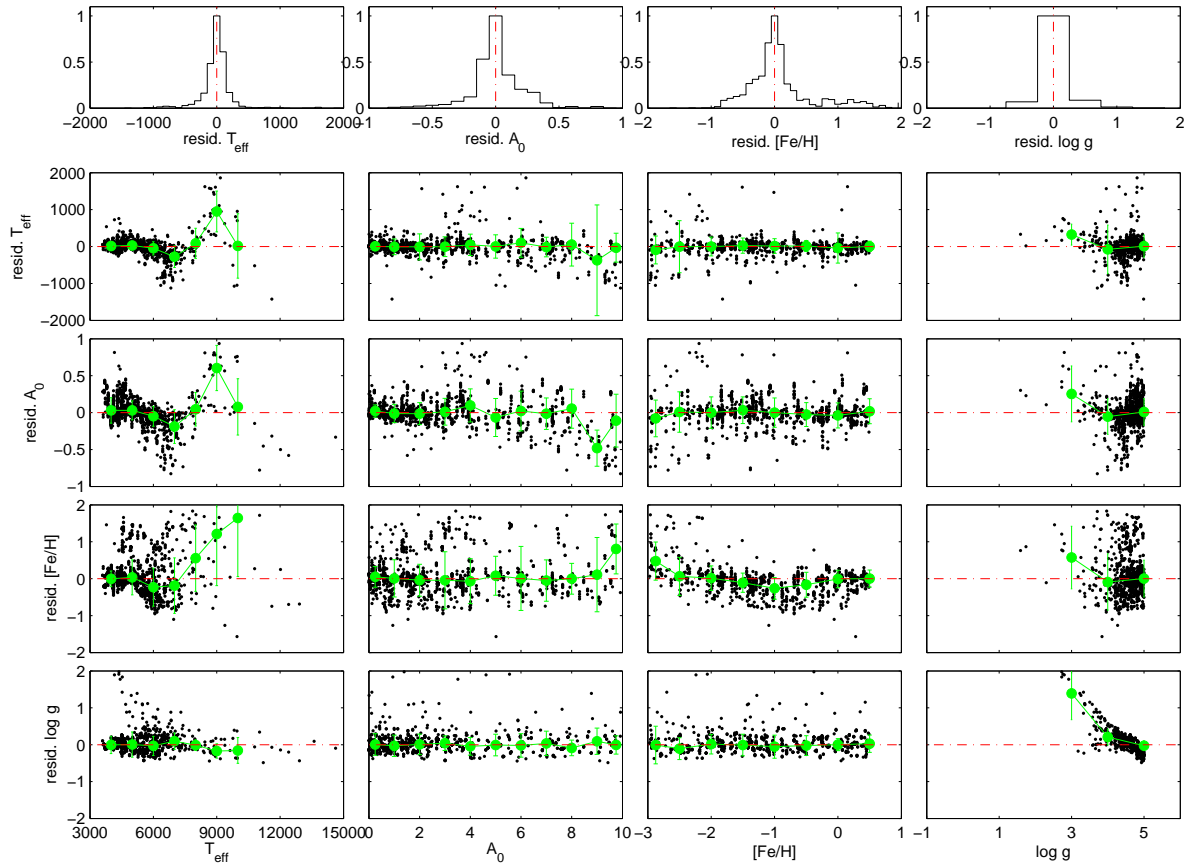 1 1 1 1
0.5 0.5 0.5 0.5
0 0 0 0
−2000 −1000 0 1000 2000 −1 −0.5 0 0.5 1 −2 −1 0 1 2 −2 −1 0 1 2
resid. T_eff resid. A_0 resid. [Fe/H] resid. log g
2000
1000
resid. T_eff 0
−1000
−2000
1
0.5
resid. A_0 0
−0.5
−1
2
1
resid. [Fe/H] 0
−1
−2
2
1
resid. log g 0
−1
−2
3000 6000 9000 12000 15000 0 2 4 6 8 10 −3 −2 −1 0 −1 1 3 5
T_eff A_0 [Fe/H] log g